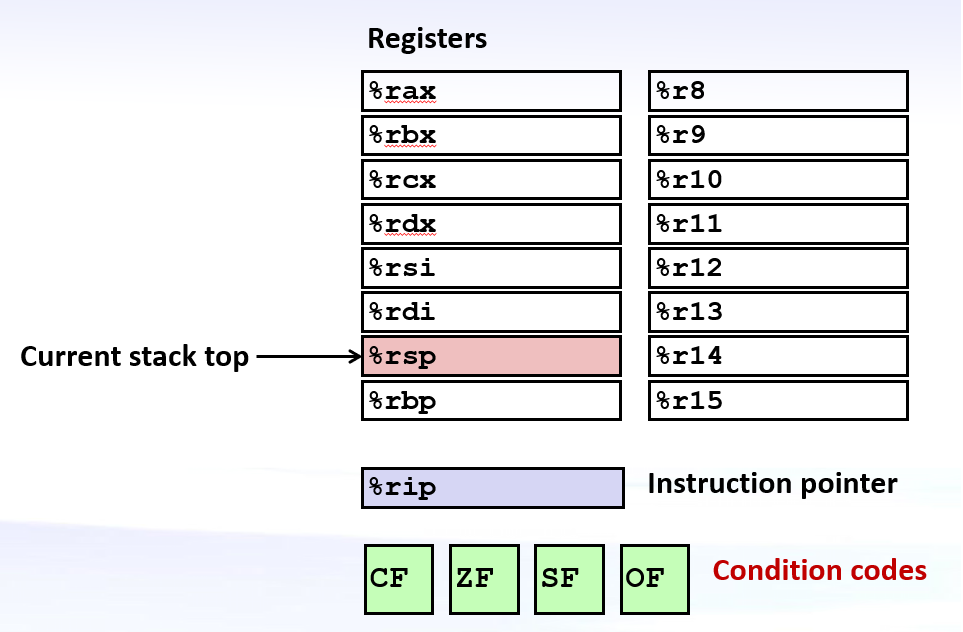 Registers
%rax
%r8
%rbx
%r9
%rcx
%r10
%rdx
%r11
%rsi
%r12
%rdi
%r13
Current stack top
%rsp
%r14
%rbp
%r15
%rip
Instruction pointer
CF
ZF
SF
OF
Condition codes